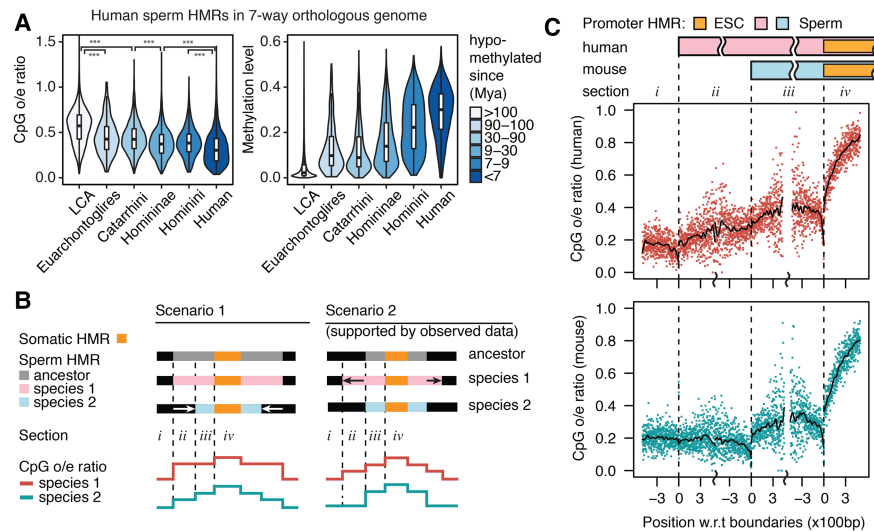 A
Human sperm HMRs in 7-way orthologous genome
CpG o/e ratio
1.5
1.0
0.5
0.0
*** *** ***
*** ***
LCA
Euarchontoglires
Catarrhini
Homininae
Hominini
Human
Methylation level
0.6
0.4
0.2
0.0
LCA
Euarchontoglires
Catarrhini
Homininae
Hominini
Human
hypo-
methylated
since
(Mya)
>100
90–100
30–90
9–30
7–9
<7
B
Scenario 1
Scenario 2
(supported by observed data)
Somatic HMR
Sperm HMR
ancestor
species 1
species 2
ancestor
species 1
species 2
Section
i ii iii iv
i ii iii iv
CpG o/e ratio
species 1
species 2
C
Promoter HMR: ESC Sperm
human
mouse
section
i ii iii iv
CpG o/e ratio (human)
1.0
0.8
0.6
0.4
0.2
0.0
CpG o/e ratio (mouse)
1.0
0.8
0.6
0.4
0.2
0.0
−3 0 3 −3 0 3 −3 0 3
Position w.r.t boundaries (x100bp)